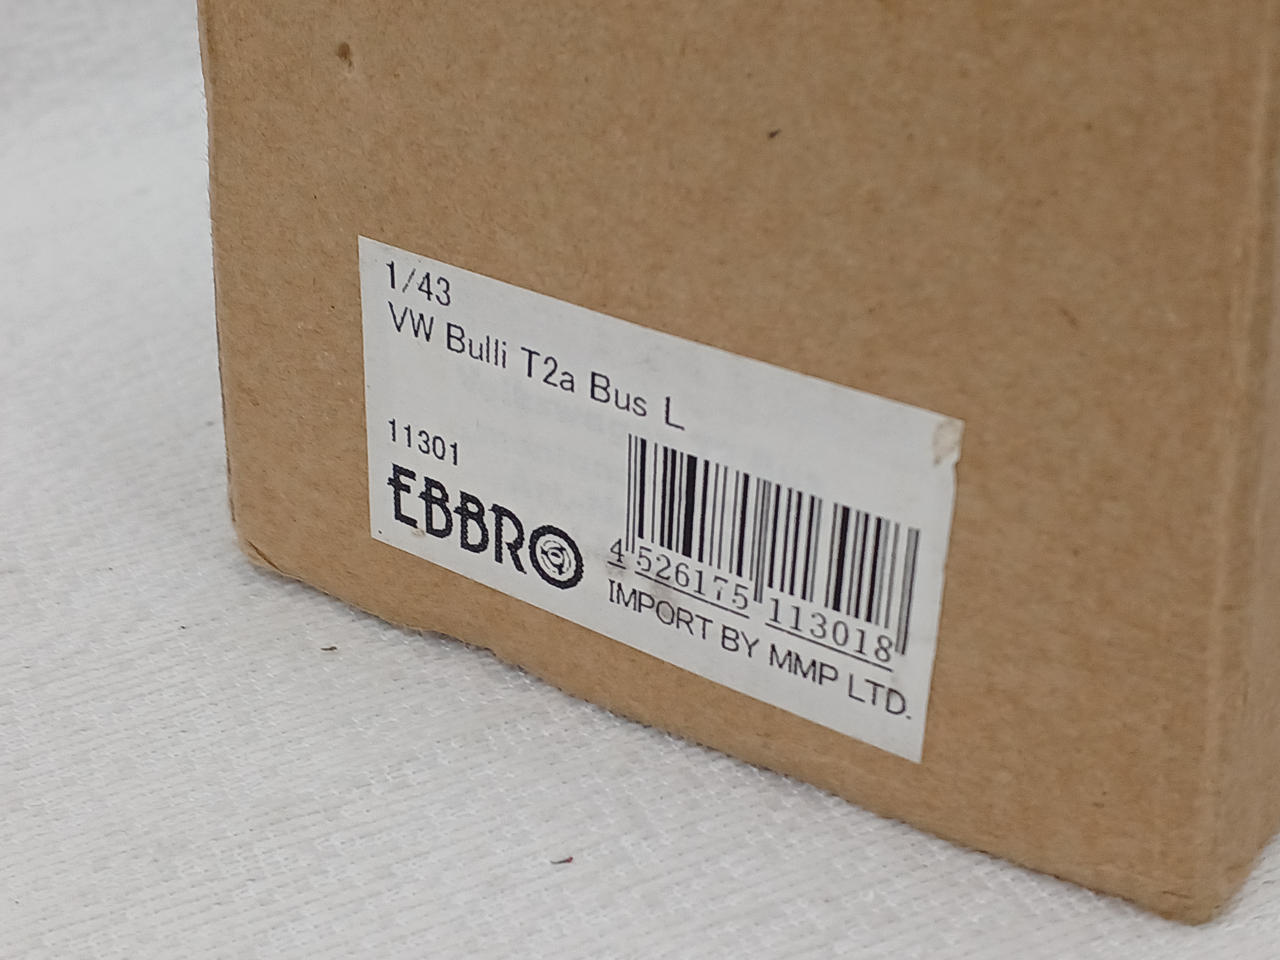 1/43
VW Bulli T2a Bus L
11301
EBBRO
4 526175 113018
IMPORT BY MMP LTD.